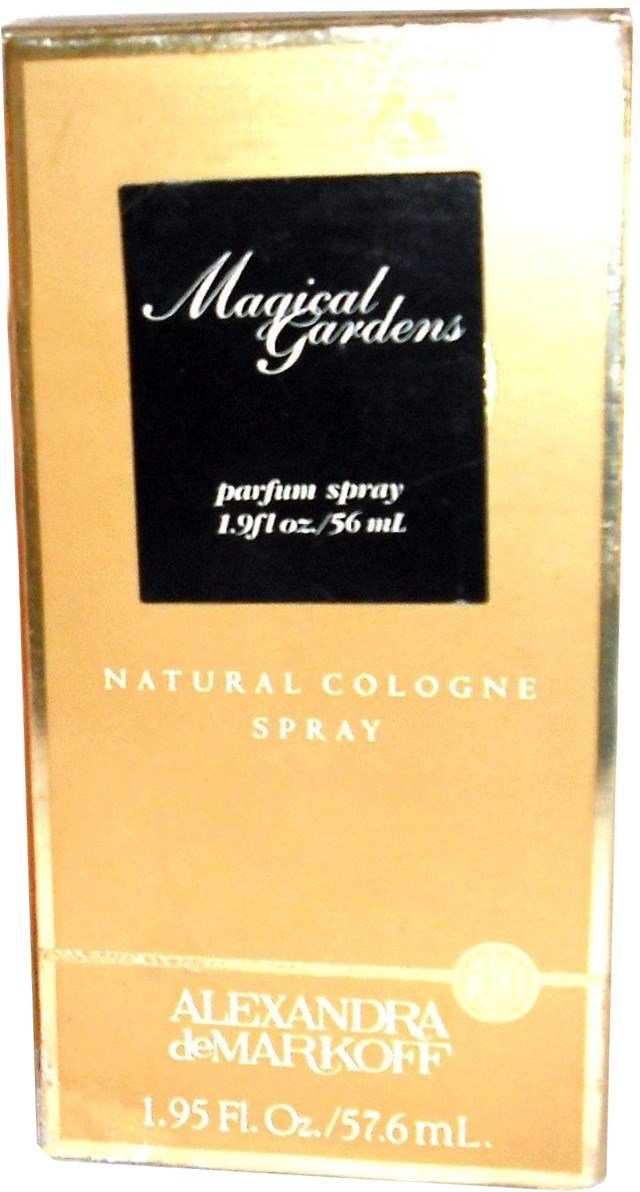 Magical
Gardens
parfum spray
1.9fl oz./56 mL
NATURAL COLOGNE
SPRAY
ALEXANDRA
deMARKOFF
1.95 Fl. Oz./57.6 mL.